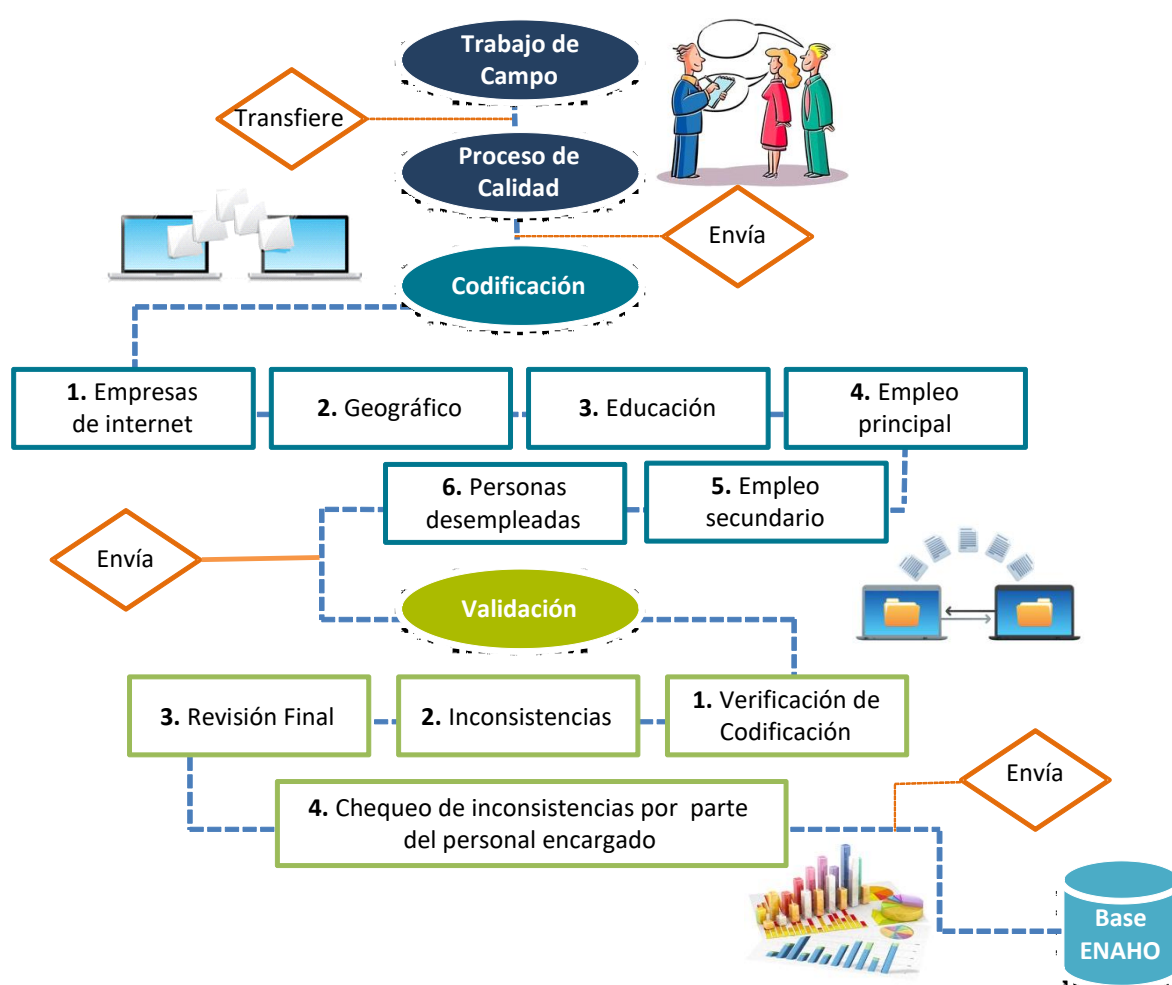 Trabajo de
Campo
Transfiere
Proceso de
Calidad
Envía
Codificación
1. Empresas
de internet
2. Geográfico
3. Educación
4. Empleo
principal
5. Empleo
secundario
6. Personas
desempleadas
Envía
Validación
1. Verificación de
Codificación
2. Inconsistencias
3. Revisión Final
4. Chequeo de inconsistencias por parte
del personal encargado
Envía
Base
ENAHO